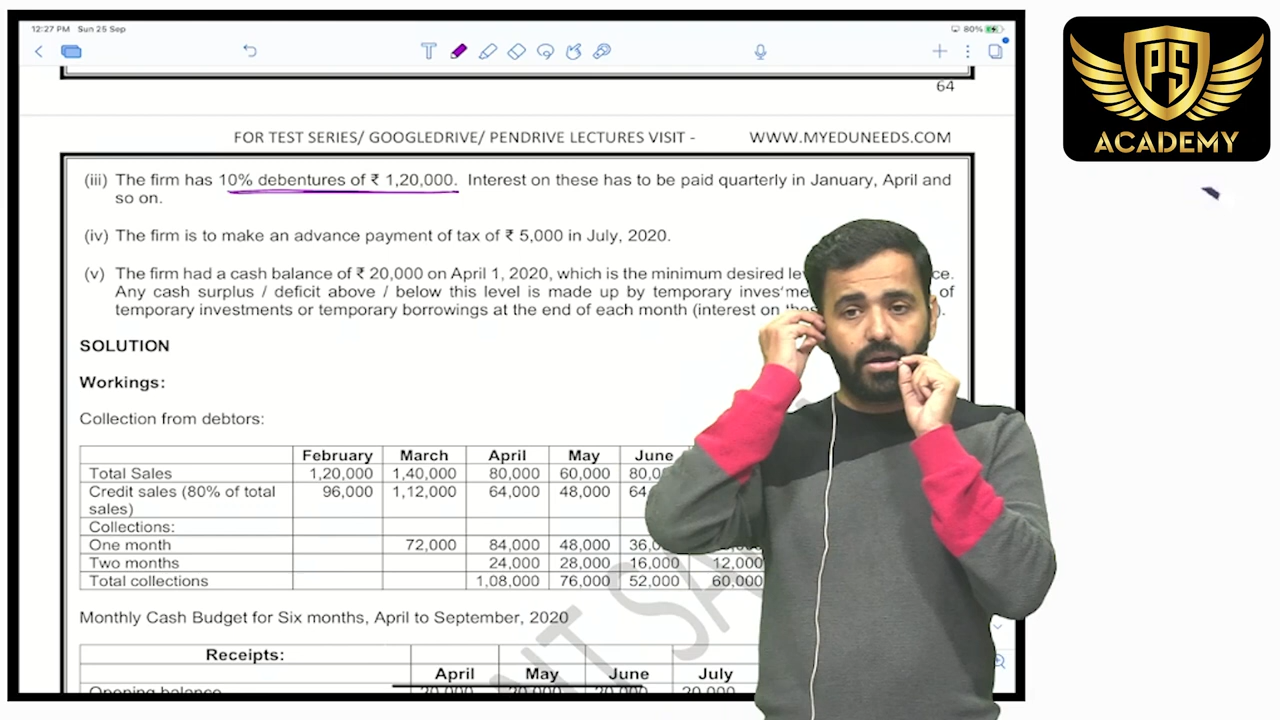 12:27 PM Sun 25 Sep
80%
PS
ACADEMY
64
FOR TEST SERIES/ GOOGLEDRIVE/ PENDRIVE LECTURES VISIT - WWW.MYEDUNEEDS.COM
(iii) The firm has 10% debentures of ₹ 1,20,000. Interest on these has to be paid quarterly in January, April and
so on.
(iv) The firm is to make an advance payment of tax of ₹ 5,000 in July, 2020.
(v) The firm had a cash balance of ₹ 20,000 on April 1, 2020, which is the minimum desired
Any cash surplus / deficit above / below this level is made up by temporary of
temporary investments or temporary borrowings at the end of each month (interest on
SOLUTION
Workings:
Collection from debtors:
February March April May June
Total Sales 1,20,000 1,40,000 80,000 60,000
Credit sales (80% of total 96,000 1,12,000 64,000 48,000
sales)
Collections:
One month 72,000 84,000 48,000
Two months 24,000 28,000 16,000 12,000
Total collections 1,08,000 76,000 52,000 60,000
Monthly Cash Budget for Six months, April to September, 2020
Receipts:
April May June July
Opening balance 20,000 20,000 20,000 20,000